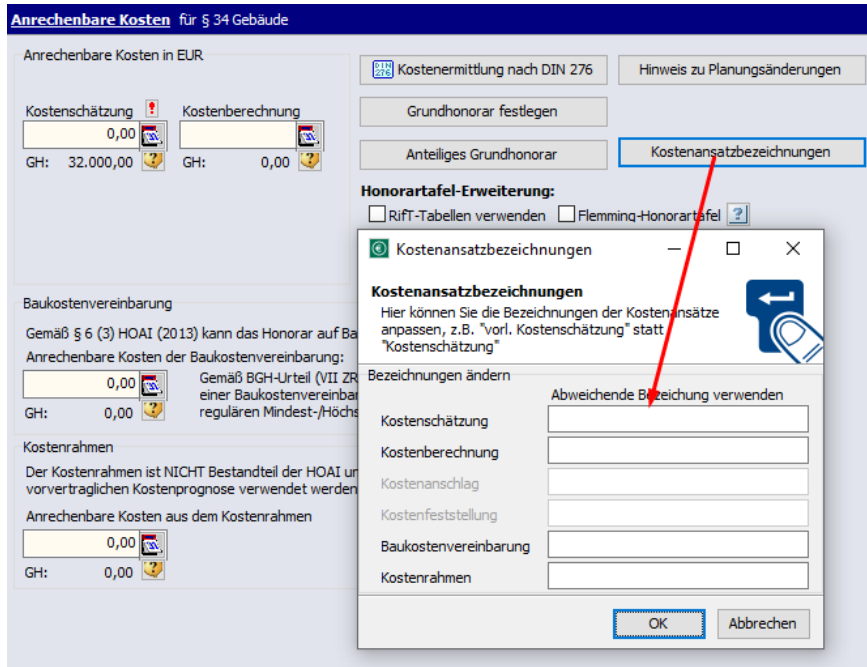 Anrechenbare Kosten für § 34 Gebäude
Anrechenbare Kosten in EUR
Kostenermittlung nach DIN 276
Hinweis zu Planungsänderungen
Kostenschätzung
Kostenberechnung
Grundhonorar festlegen
0,00
GH: 32.000,00
GH: 0,00
Anteiliges Grundhonorar
Kostenansatzbezeichnungen
Honorartafel-Erweiterung:
RifT-Tabellen verwenden
Flemming-Honorartafel
?
Kostenansatzbezeichnungen
Kostenansatzbezeichnungen
Hier können Sie die Bezeichnungen der Kostenansätze
anpassen, z.B. "vorl. Kostenschätzung" statt
"Kostenschätzung"
Bezeichnungen ändern
Abweichende Bezeichung verwenden
Kostenschätzung
Kostenberechnung
Kostenanschlag
Kostenfeststellung
Baukostenvereinbarung
Kostenrahmen
OK
Abbrechen
Baukostenvereinbarung
Gemäß § 6 (3) HOAI (2013) kann das Honorar auf Ba
Anrechenbare Kosten der Baukostenvereinbarung:
0,00
Gemäß BGH-Urteil (VII ZR
einer Baukostenvereinbar
regulären Mindest-/Höchs
GH: 0,00
Kostenrahmen
Der Kostenrahmen ist NICHT Bestandteil der HOAI un
vorvertraglichen Kostenprognose verwendet werden
Anrechenbare Kosten aus dem Kostenrahmen
0,00
GH: 0,00